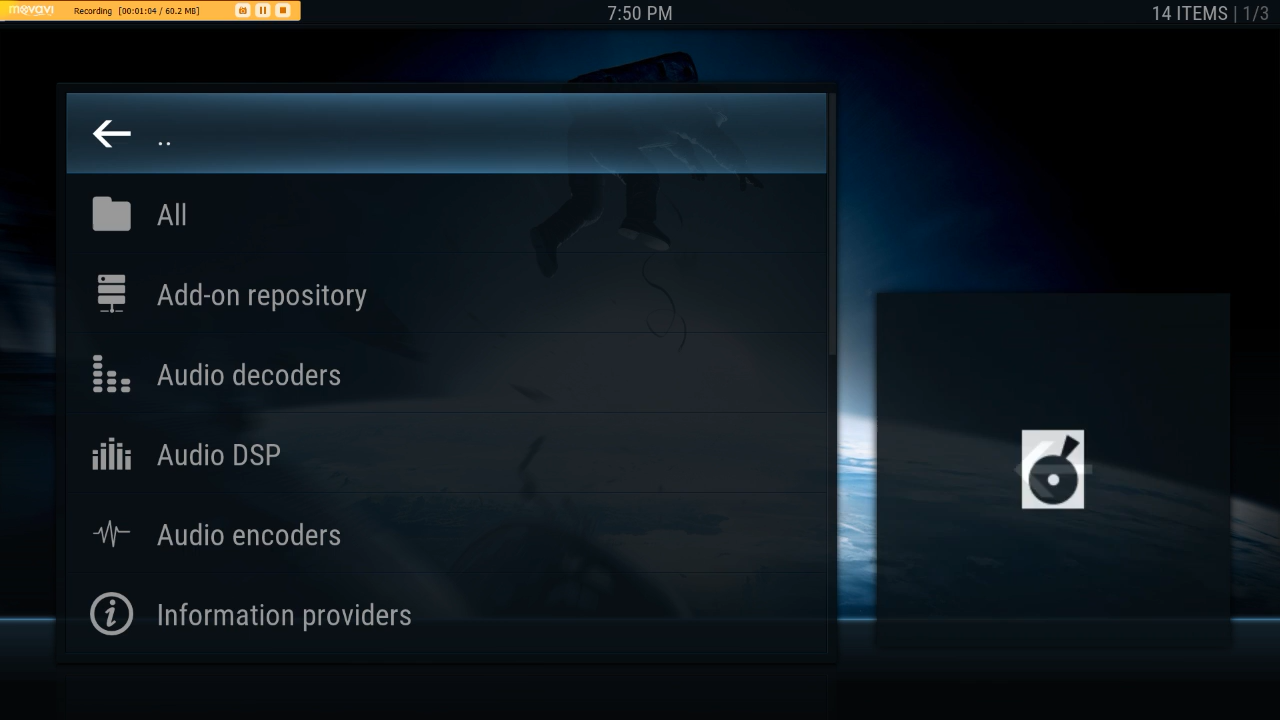 movavi Recording [00:01:04 / 60.2 MB]
7:50 PM
14 ITEMS | 1/3
..
All
Add-on repository
Audio decoders
Audio DSP
Audio encoders
Information providers